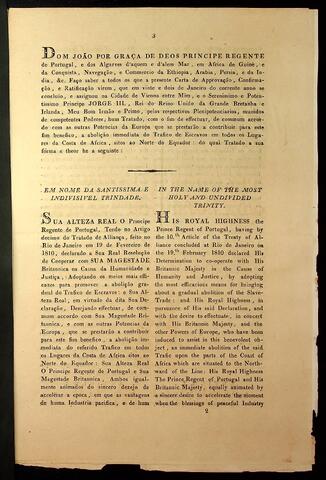 3
DOM JOÃO POR GRAÇA DE DEOS PRINCIPE REGENTE
de Portugal, e dos Algarves d'aquem e d'alem Mar, em Africa de Guiné, e
da Conquista, Navegação, e Commercio da Ethiopia, Arabia, Persia, e da In-
dia, &c. Faço saber a todos os que a presente Carta de Approvação, Confirma-
ção, e Ratificação virem, que em vinte e dois de Janeiro do corrente anno se
concluio, e assignou na Cidade de Vienna entre Mim, e o Serenissimo e Poten-
tissimo Principe JORGE III., Rei do Reino Unido da Grande Bretanha e
Irlanda, Meu Bom Irmão e Primo, pelos respectivos Plenipotenciarios, munidos
de competentes Poderes, hum Tratado, com o fim de effectuar, de commum accor-
do com as outras Potencias da Europa que se prestarão a contribuir para este
fim benefico, a abolição immediata do Trafico de Escravos em todos os Luga-
res da Costa de Africa, sitos ao Norte do Equador: do qual Tratado a sua
fórma e theor he a seguinte:
EM NOME DA SANTISSIMA E
INDIVISIVEL TRINDADE.
SUA ALTEZA REAL O Principe
Regente de Portugal, Tendo no Artigo
decimo do Tratado de Alliança, feito no
Rio de Janeiro em 19 de Fevereiro de
1810, declarado a Sua Real Resolução
de Cooperar com SUA MAGESTADE
Britannica na Causa da Humanidade e
Justiça, Adoptando os meios mais effi-
cazes para promover a abolição gra-
dual do Trafico de Escravos: e Sua Al-
teza Real, em virtude da dita Sua De-
claração, Desejando effectuar, de com-
mum accordo com Sua Magestade Bri-
tannica, e com as outras Potencias da
Europa, que se prestarão a contribuir
para este fim benefico, a abolição im-
mediata do referido Trafico em todos
os Lugares da Costa de Africa sitos ao
Norte do Equador: Sua Alteza Real
O Principe Regente de Portugal e Sua
Magestade Britannica, Ambos igual-
mente animados do sincero dezejo de
accelerar a epoca, em que as vantagens
de huma Industria pacifica, e de hum
IN THE NAME OF THE MOST
HOLY AND UNDIVIDED
TRINITY.
HIS ROYAL HIGHNESS the
Prince Regent of Portugal, having by
the 10.th Article of the Treaty of Al-
liance concluded at Rio de Janeiro on
the 19.th February 1810 declared His
Determination to co-operate with His
Britannic Majesty in the Cause of
Humanity and Justice, by adopting
the most efficacious means for bringing
about a gradual abolition of the Slave-
Trade: and His Royal Highness, in
pursuance of His said Declaration, and
with the desire to effectuate, in concert
with His Britannic Majesty, and the
other Powers of Europe, who have been
induced to assist in this benevolent ob-
ject, an immediate abolition of the said
Trafic upon the parts of the Coast of
Africa which are situated to the North-
ward of the Line: His Royal Highness
The Prince Regent of Portugal and His
Britannic Majesty, equally animated by
a sincere desire to accelerate the moment
when the blessings of peaceful Industry
2